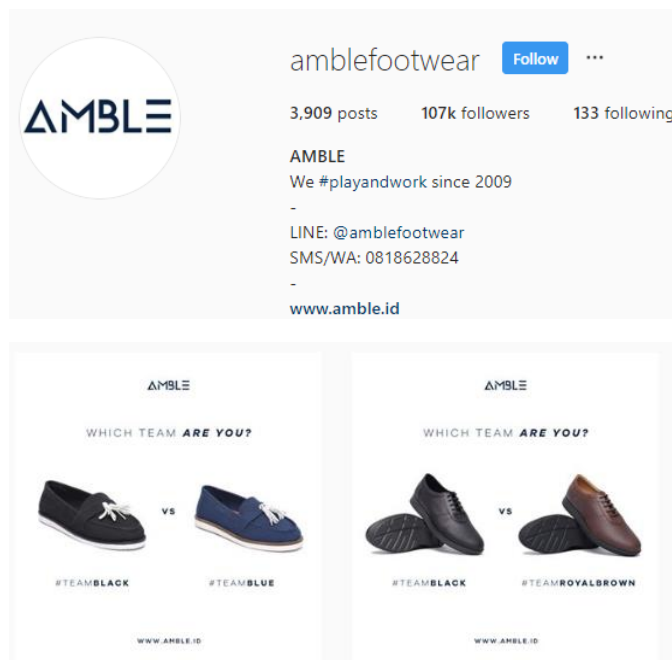 AMBLE
amblefootwear Follow ...
3,909 posts 107k followers 133 following
AMBLE
We #playandwork since 2009
-
LINE: @amblefootwear
SMS/WA: 0818628824
-
www.amble.id
AMBLE
WHICH TEAM ARE YOU?
VS
#TEAMBLACK #TEAMBLUE
WWW.AMBLE.ID
AMBLE
WHICH TEAM ARE YOU?
VS
#TEAMBLACK #TEAMROYALBROWN
WWW.AMBLE.ID